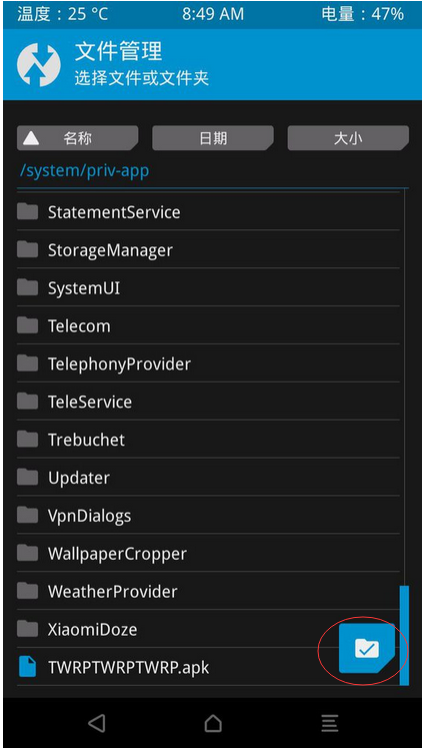 温度：25 °C 8:49 AM 电量：47%
文件管理
选择文件或文件夹
名称 日期 大小
/system/priv-app
StatementService
StorageManager
SystemUI
Telecom
TelephonyProvider
TeleService
Trebuchet
Updater
VpnDialogs
WallpaperCropper
WeatherProvider
XiaomiDoze
TWRPTWRPTWRP.apk